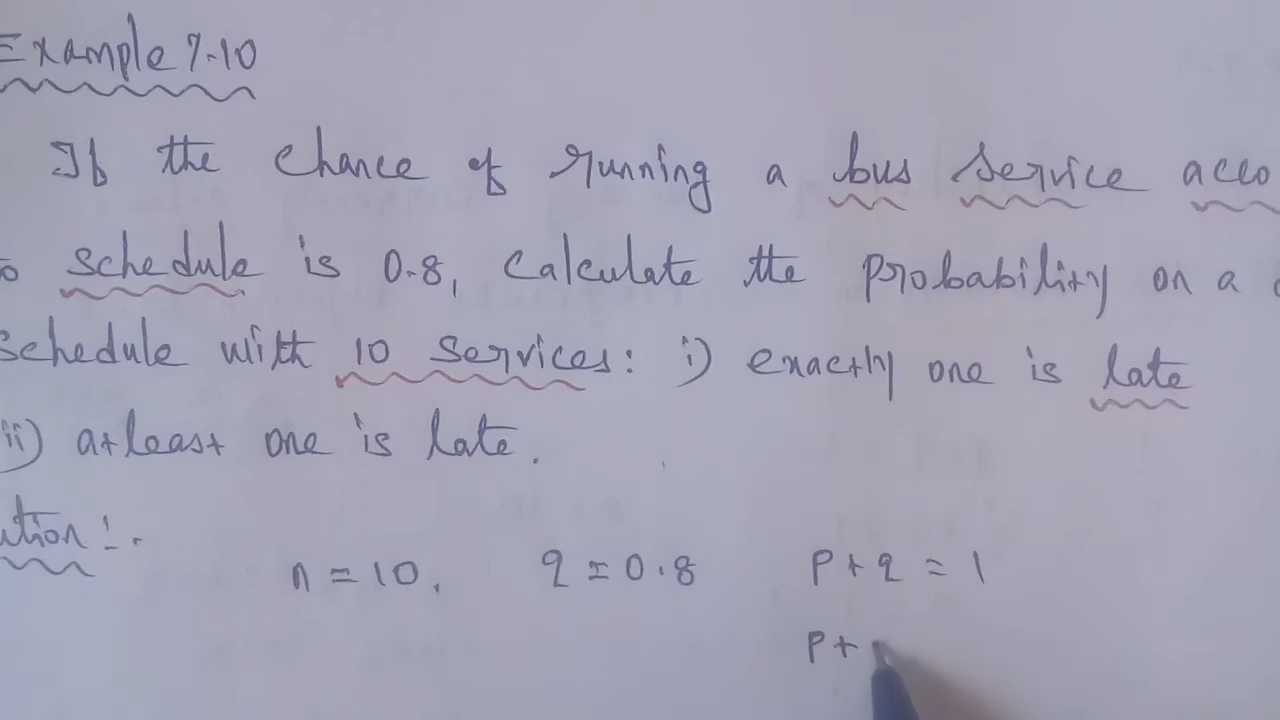 Example 7.10
If the chance of running a bus service acco
schedule is 0.8, calculate the probability on a
schedule with 10 services: i) exactly one is late
ii) atleast one is late.
ution:
n = 10. q = 0.8 p + q = 1
p +